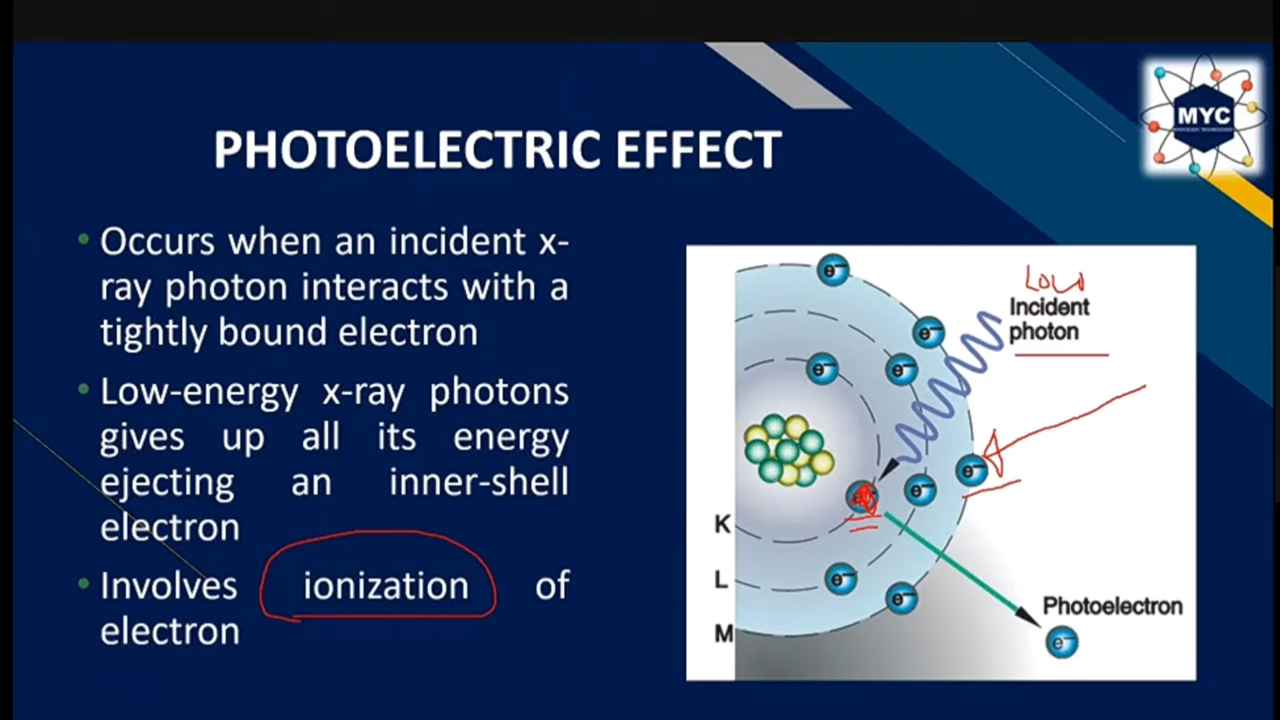 MYC
PHOTOELECTRIC EFFECT
• Occurs when an incident x-
ray photon interacts with a
tightly bound electron
• Low-energy x-ray photons
gives up all its energy
ejecting an inner-shell
electron
• Involves ionization of
electron
Low
Incident
photon
e−
e−
e−
e−
e−
e−
e−
e−
e−
K
L
M
Photoelectron
e−